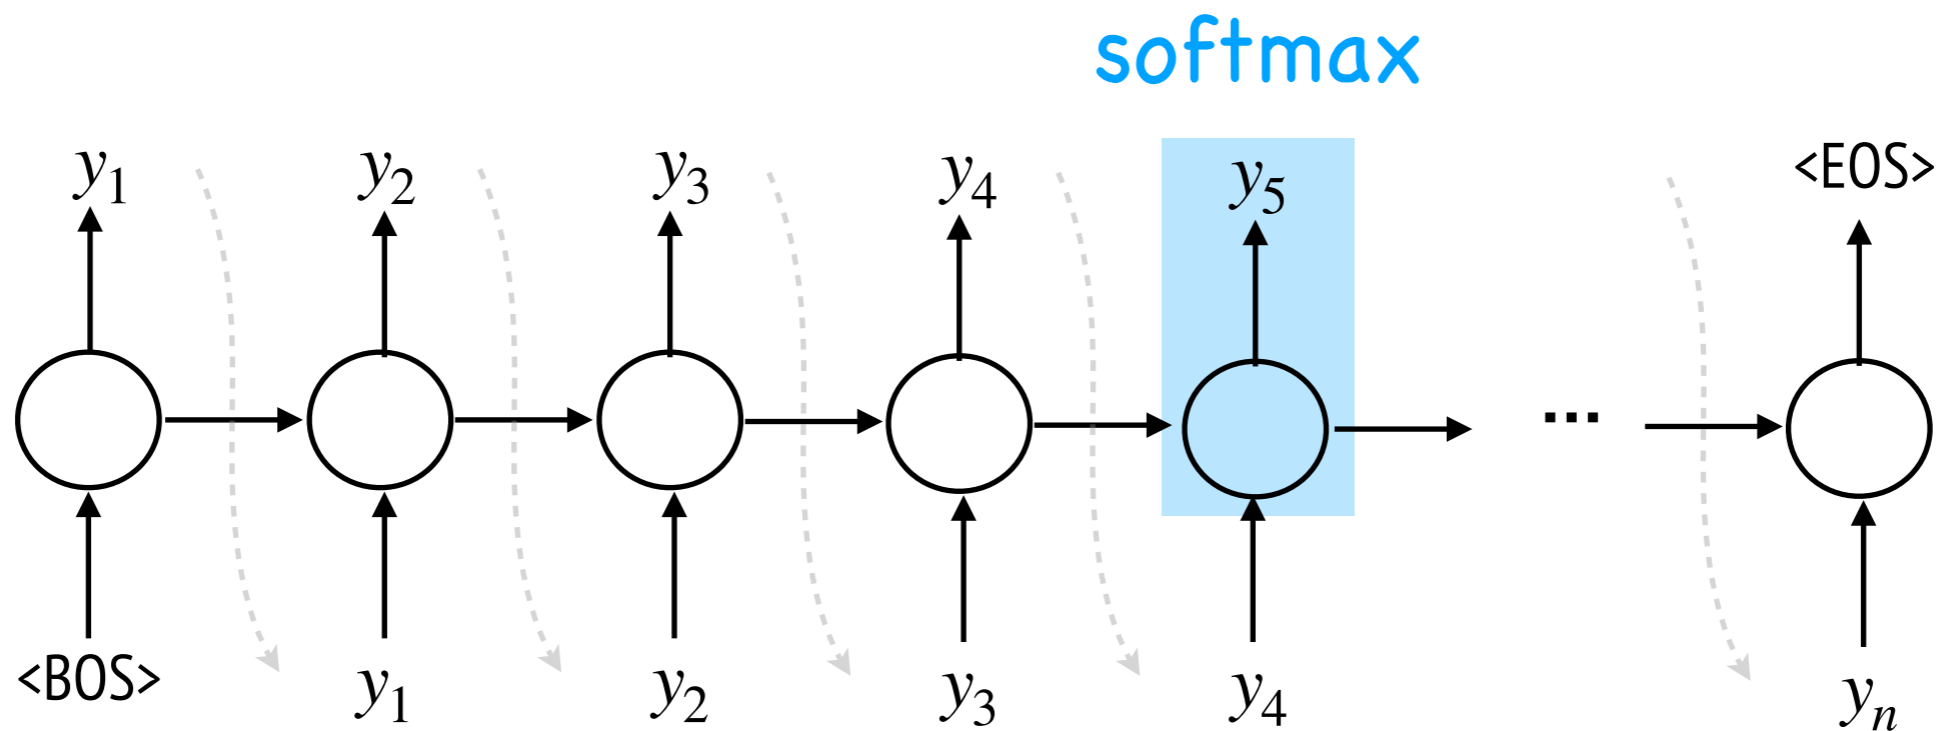 softmax
y₁ y₂ y₃ y₄ y₅ <EOS>
...
<BOS> y₁ y₂ y₃ y₄ yₙ